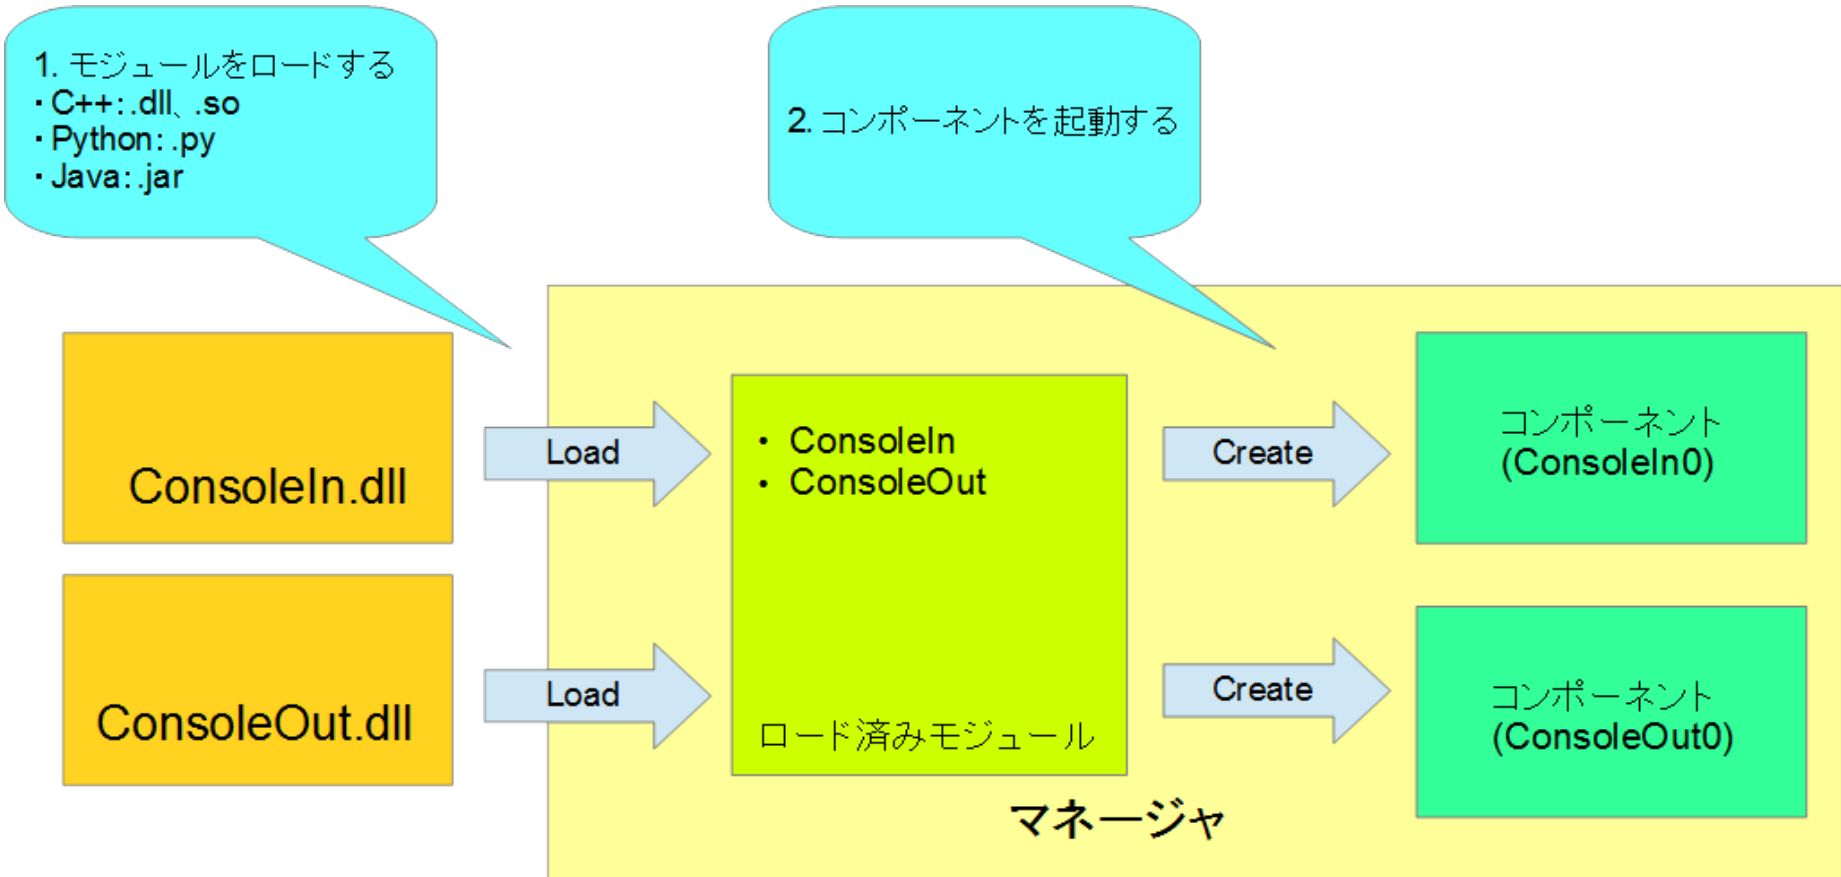 1. モジュールをロードする
・C++:.dll、.so
・Python:.py
・Java:.jar
2. コンポーネントを起動する
ConsoleIn.dll
Load
・ ConsoleIn
・ ConsoleOut
Create
コンポーネント
(ConsoleIn0)
ConsoleOut.dll
Load
ロード済みモジュール
Create
コンポーネント
(ConsoleOut0)
マネージャ